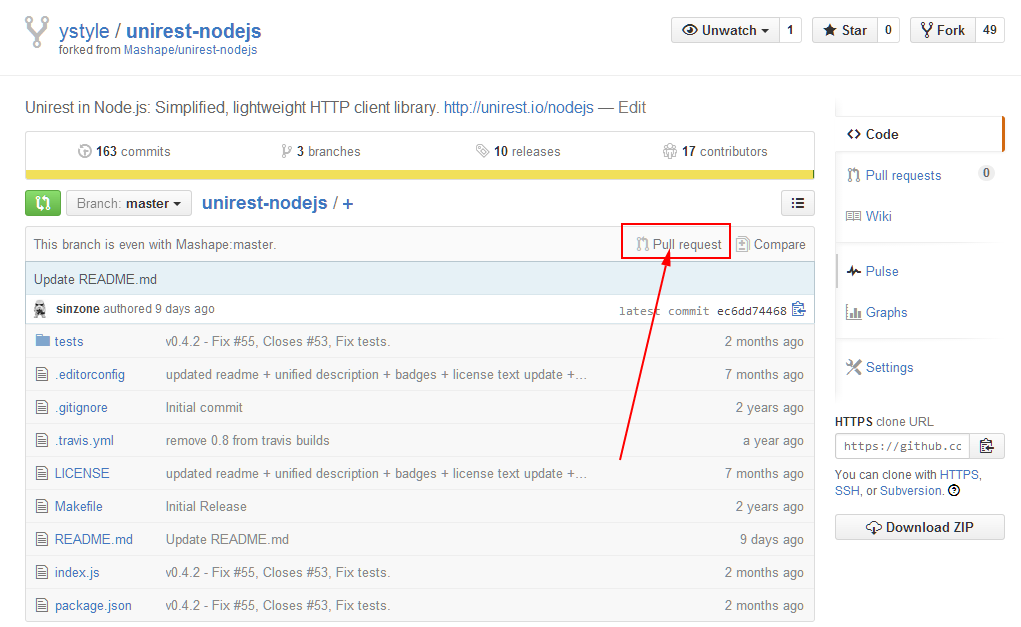 ystyle / unirest-nodejs
forked from Mashape/unirest-nodejs
Unwatch 1 Star 0 Fork 49
Unirest in Node.js: Simplified, lightweight HTTP client library. http://unirest.io/nodejs — Edit
163 commits 3 branches 10 releases 17 contributors
Branch: master unirest-nodejs / +
This branch is even with Mashape:master. Pull request Compare
Update README.md
sinzone authored 9 days ago latest commit ec6dd74468
tests v0.4.2 - Fix #55, Closes #53, Fix tests. 2 months ago
.editorconfig updated readme + unified description + badges + license text update +... 7 months ago
.gitignore Initial commit 2 years ago
.travis.yml remove 0.8 from travis builds a year ago
LICENSE updated readme + unified description + badges + license text update +... 7 months ago
Makefile Initial Release 2 years ago
README.md Update README.md 9 days ago
index.js v0.4.2 - Fix #55, Closes #53, Fix tests. 2 months ago
package.json v0.4.2 - Fix #55, Closes #53, Fix tests. 2 months ago
Code
Pull requests 0
Wiki
Pulse
Graphs
Settings
HTTPS clone URL
https://github.cc
You can clone with HTTPS,
SSH, or Subversion.
Download ZIP